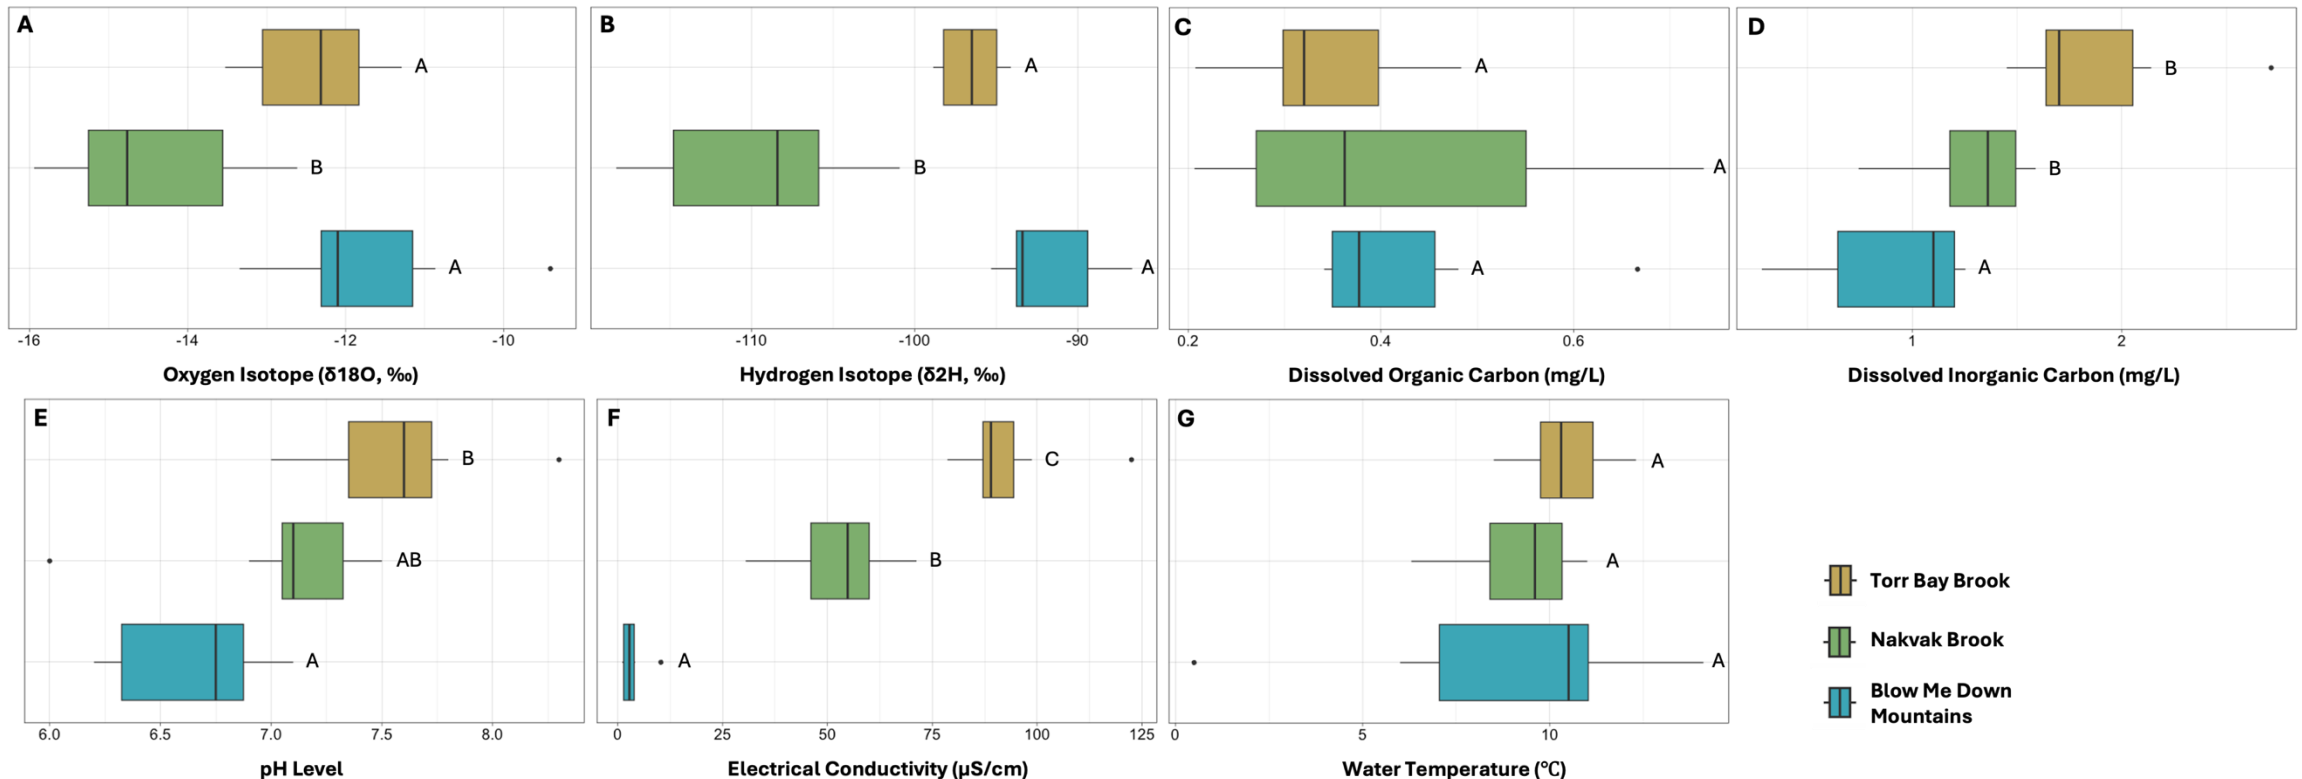 A
A
B
A
-16 -14 -12 -10
Oxygen Isotope (δ18O, ‰)
B
A
B
A
-110 -100 -90
Hydrogen Isotope (δ2H, ‰)
C
A
A
A
0.2 0.4 0.6
Dissolved Organic Carbon (mg/L)
D
B
B
A
1 2
Dissolved Inorganic Carbon (mg/L)
E
B
AB
A
6.0 6.5 7.0 7.5 8.0
pH Level
F
C
B
A
0 25 50 75 100 125
Electrical Conductivity (µS/cm)
G
A
A
A
0 5 10
Water Temperature (℃)
Torr Bay Brook
Nakvak Brook
Blow Me Down
Mountains